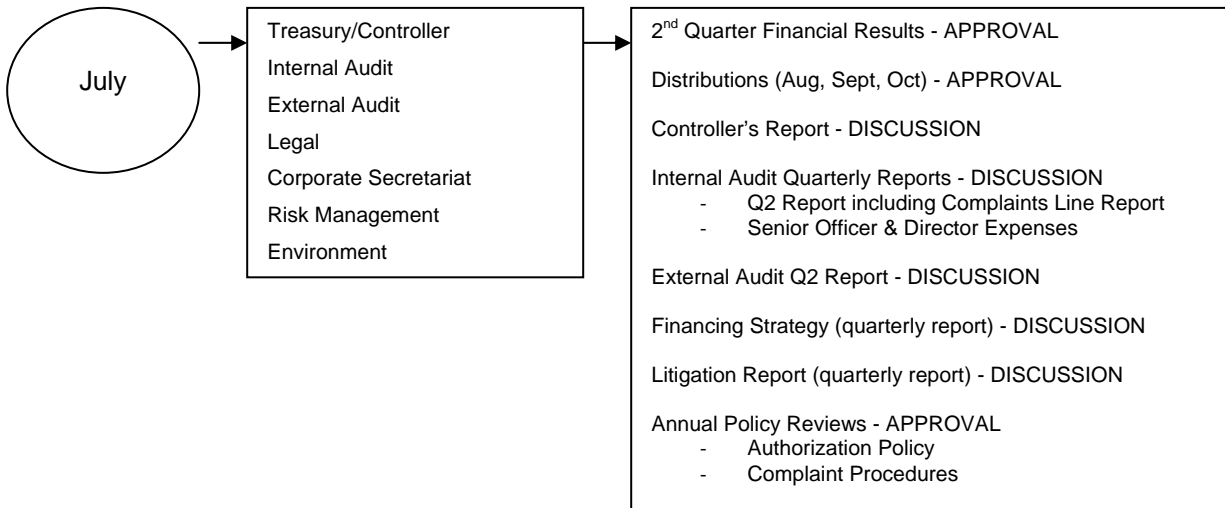 July
Treasury/Controller
Internal Audit
External Audit
Legal
Corporate Secretariat
Risk Management
Environment
2nd Quarter Financial Results - APPROVAL
Distributions (Aug, Sept, Oct) - APPROVAL
Controller's Report - DISCUSSION
Internal Audit Quarterly Reports - DISCUSSION
- Q2 Report including Complaints Line Report
- Senior Officer & Director Expenses
External Audit Q2 Report - DISCUSSION
Financing Strategy (quarterly report) - DISCUSSION
Litigation Report (quarterly report) - DISCUSSION
Annual Policy Reviews - APPROVAL
- Authorization Policy
- Complaint Procedures